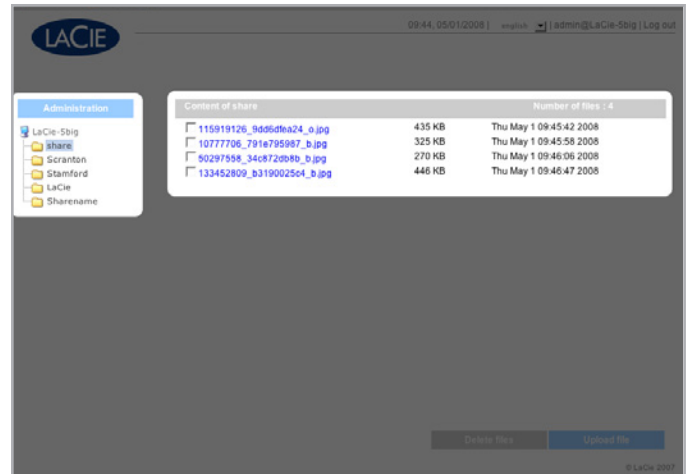 LACIE
09:44, 05/01/2008 | english | admin@LaCie-5big | Log out
Administration
LaCie-5big
share
Scranton
Stamford
LaCie
Sharename
Content of share Number of files : 4
115919126_9dd6dfea24_o.jpg 435 KB Thu May 1 09:45:42 2008
10777706_791e795987_b.jpg 325 KB Thu May 1 09:45:58 2008
50297558_34c872db8b_b.jpg 270 KB Thu May 1 09:46:06 2008
133452809_b3190025c4_b.jpg 446 KB Thu May 1 09:46:47 2008
Delete files Upload file
© LaCie 2007